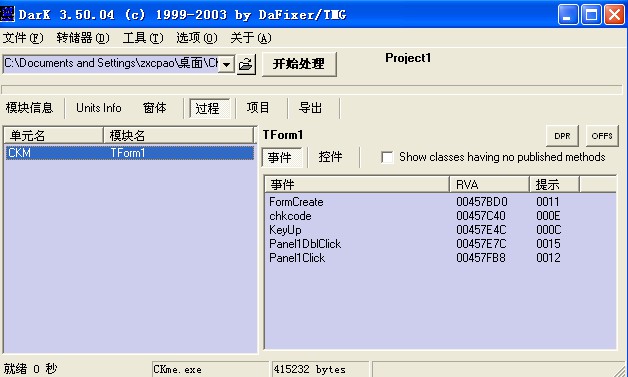 DarK 3.50.04 (c) 1999-2003 by DaFixer/TMG
文件(F) 转储器(D) 工具(T) 选项(O) 关于(A)
C:\Documents and Settings\zxcpao\桌面\CK 开始处理 Project1
模块信息 Units Info 窗体 过程 项目 导出
单元名 模块名
CKM TForm1
TForm1 DPR OFFS
事件 控件 Show classes having no published methods
事件 RVA 提示
FormCreate 00457BD0 0011
chkcode 00457C40 000E
KeyUp 00457E4C 000C
Panel1DblClick 00457E7C 0015
Panel1Click 00457FB8 0012
就绪 0 秒 CKme.exe 415232 bytes